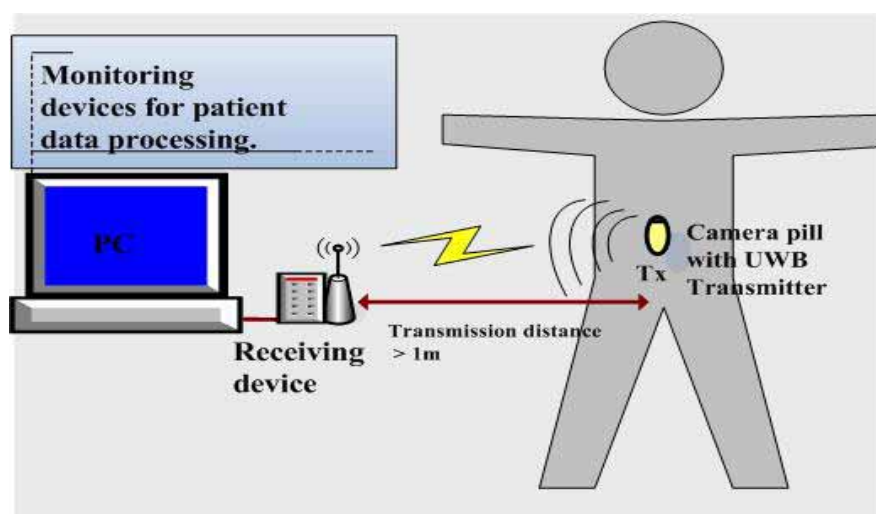 Monitoring
devices for patient
data processing.
PC
Receiving
device
Transmission distance
> 1m
Tx
Camera pill
with UWB
Transmitter